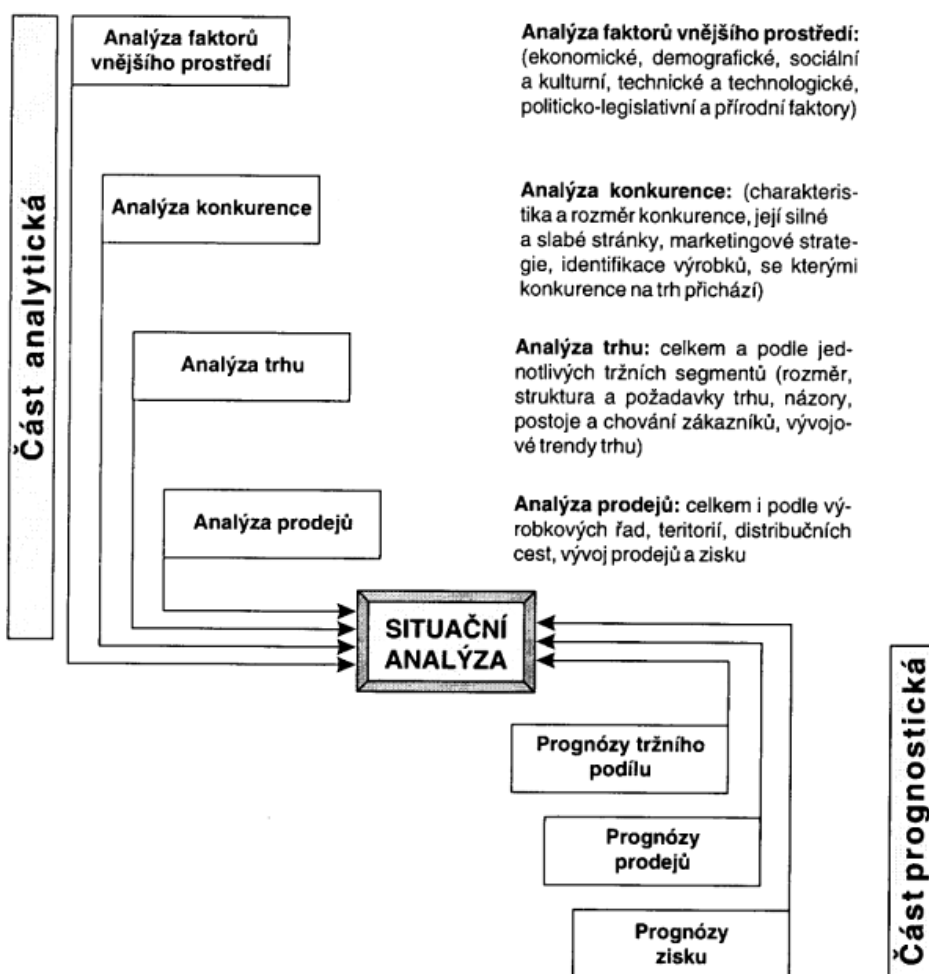 Část analytická
Analýza faktorů
vnějšího prostředí
Analýza faktorů vnějšího prostředí:
(ekonomické, demografické, sociální
a kulturní, technické a technologické,
politicko-legislativní a přírodní faktory)
Analýza konkurence
Analýza konkurence: (charakteris-
tika a rozměr konkurence, její silné
a slabé stránky, marketingové strate-
gie, identifikace výrobků, se kterými
konkurence na trh přichází)
Analýza trhu
Analýza trhu: celkem a podle jed-
notlivých tržních segmentů (rozměr,
struktura a požadavky trhu, názory,
postoje a chování zákazníků, vývojo-
vé trendy trhu)
Analýza prodejů
Analýza prodejů: celkem i podle vý-
robkových řad, teritorií, distribučních
cest, vývoj prodejů a zisku
SITUAČNÍ
ANALÝZA
Prognózy tržního
podílu
Prognózy
prodejů
Prognózy
zisku
Část prognostická